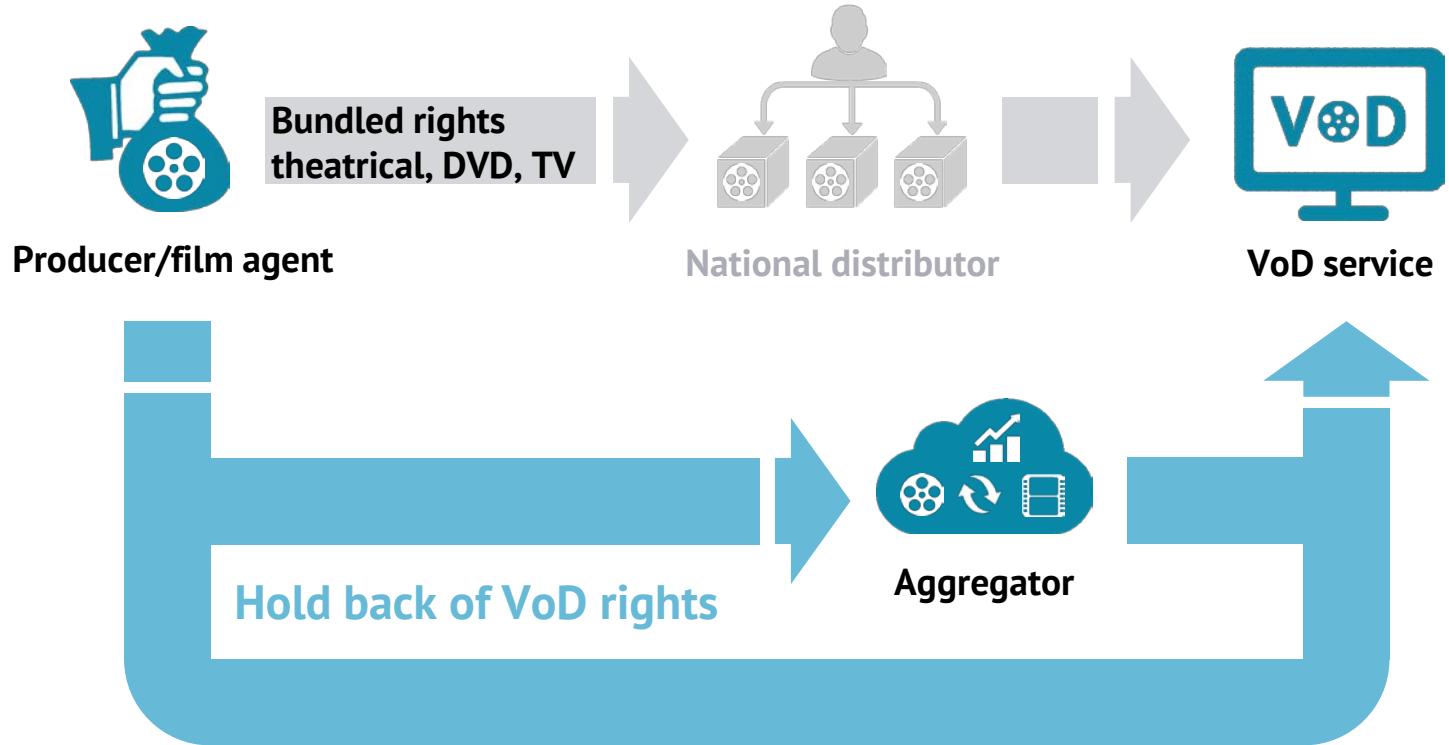 Bundled rights
theatrical, DVD, TV
VOD
Producer/film agent
National distributor
VoD service
Aggregator
Hold back of VoD rights